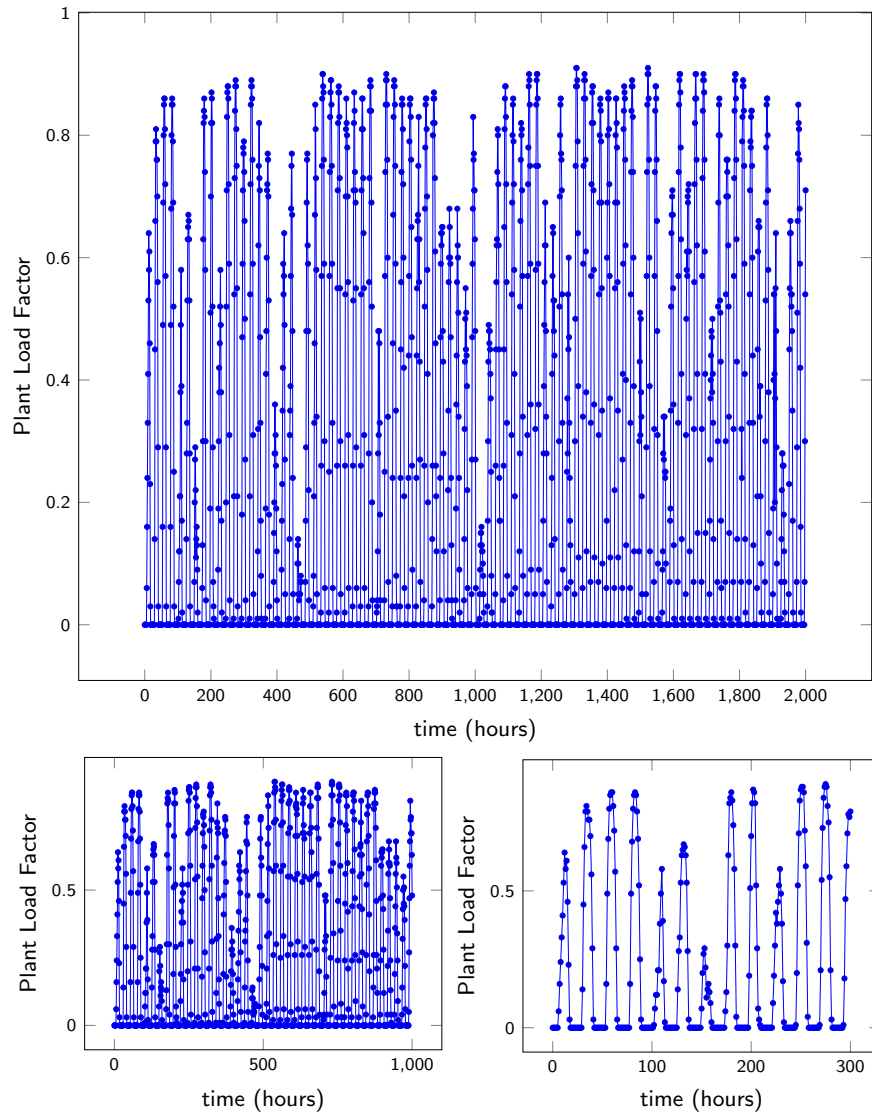 1
0.8
0.6
0.4
0.2
0
Plant Load Factor
0 200 400 600 800 1,000 1,200 1,400 1,600 1,800 2,000
time (hours)
0.5
0
Plant Load Factor
0 500 1,000
time (hours)
0.5
0
Plant Load Factor
0 100 200 300
time (hours)